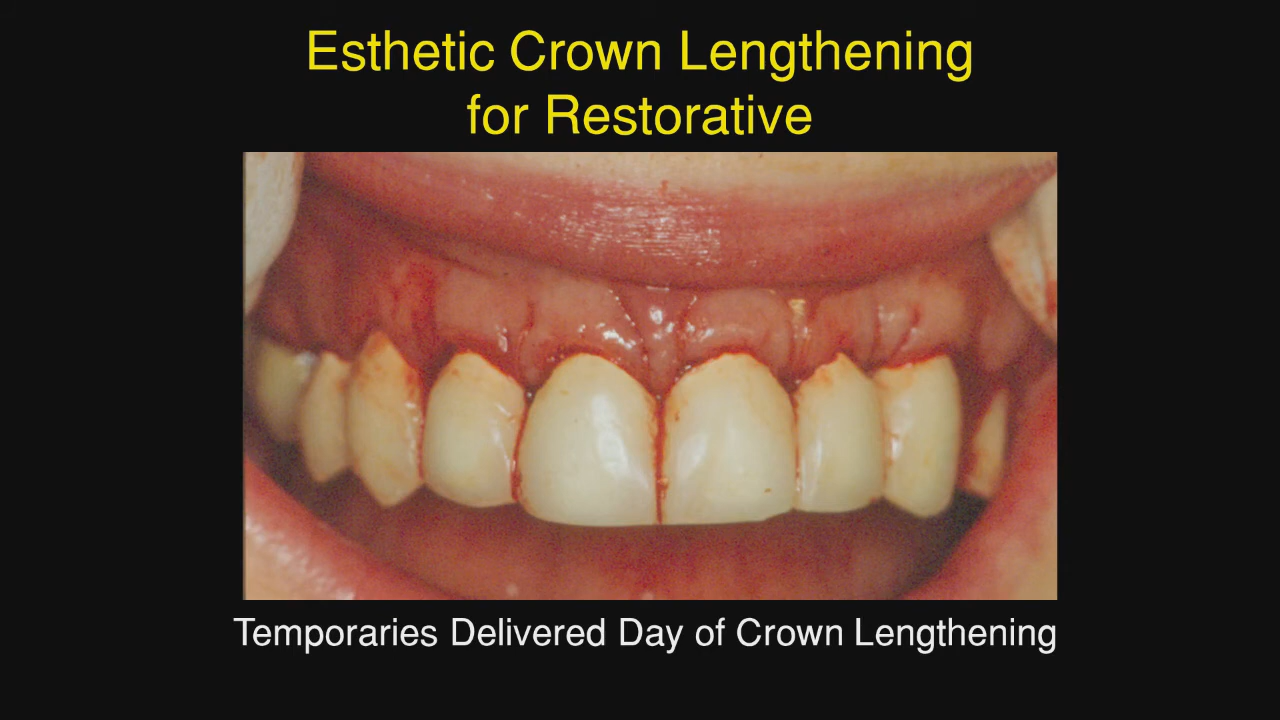 Esthetic Crown Lengthening
for Restorative
Temporaries Delivered Day of Crown Lengthening